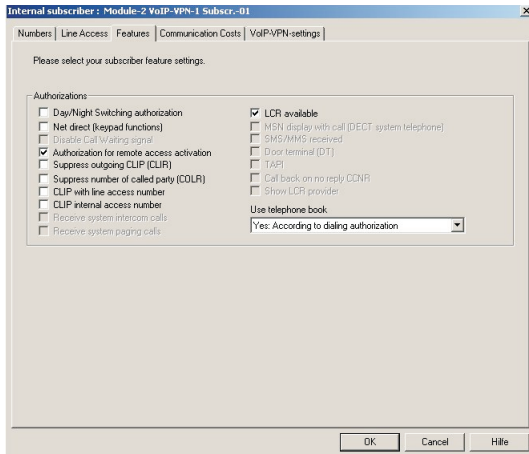 Internal subscriber : Module-2 VoIP-VPN-1 Subscr.-01
Numbers Line Access Features Communication Costs VoIP-VPN-settings
Please select your subscriber feature settings.
Authorizations
Day/Night Switching authorization
Net direct (keypad functions)
Disable Call Waiting signal
Authorization for remote access activation
Suppress outgoing CLIP (CLIR)
Suppress number of called party (COLR)
CLIP with line access number
CLIP internal access number
Receive system intercom calls
Receive system paging calls
LCR available
MSN display with call (DECT system telephone)
SMS/MMS received
Door terminal (DT)
TAPI
Call back on no reply CCNR
Show LCR provider
Use telephone book
Yes: According to dialing authorization
OK Cancel Hilfe